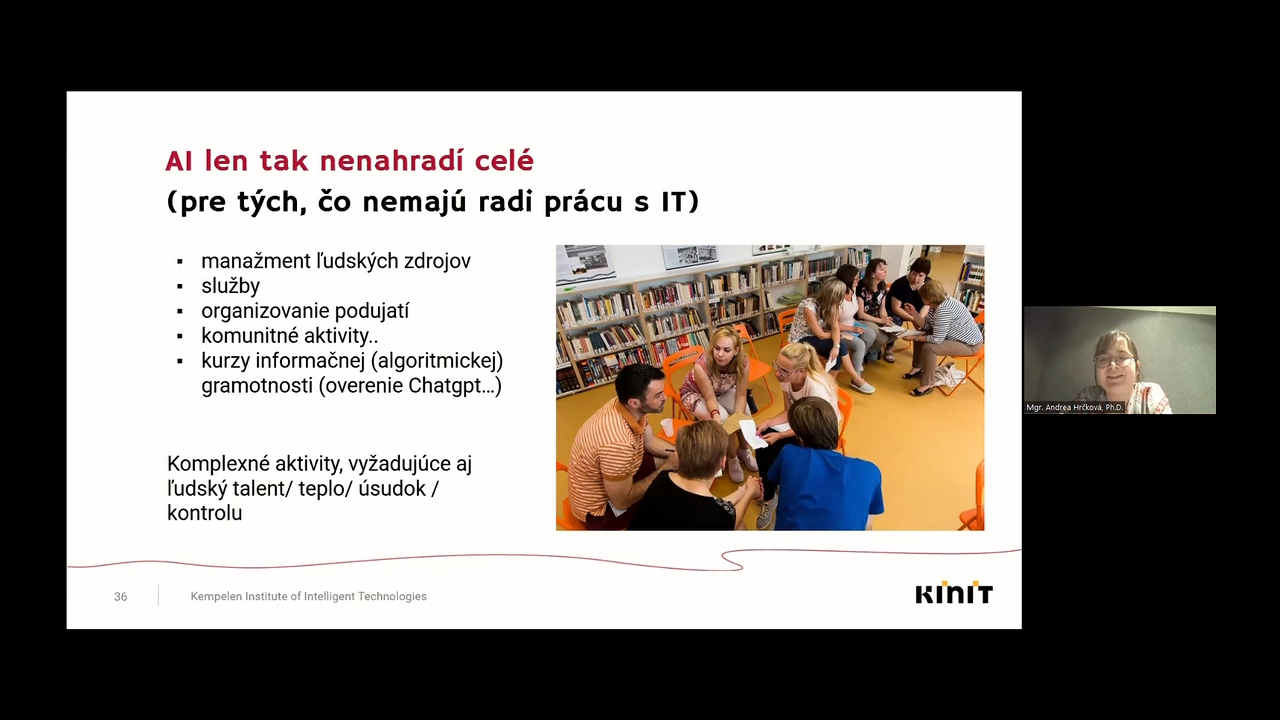 AI len tak nenahradí celé
(pre tých, čo nemajú radi prácu s IT)
▪ manažment ľudských zdrojov
▪ služby
▪ organizovanie podujatí
▪ komunitné aktivity..
▪ kurzy informačnej (algoritmickej)
gramotnosti (overenie Chatgpt...)
Komplexné aktivity, vyžadujúce aj
ľudský talent/ teplo/ úsudok /
kontrolu
36
Kempelen Institute of Intelligent Technologies
KINIT
Mgr. Andrea Hrčková, Ph.D.